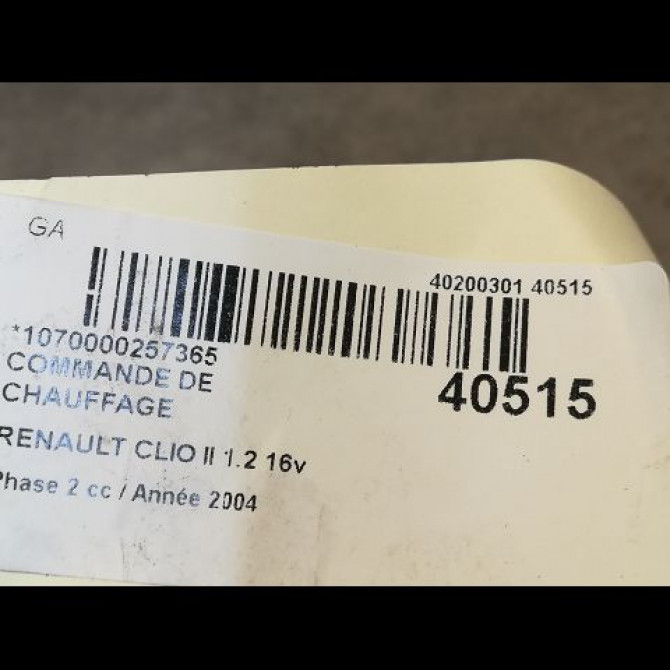 GA
40200301 40515
*1070000257365
40515
COMMANDE DE
CHAUFFAGE
RENAULT CLIO II 1.2 16v
Phase 2 cc / Année 2004